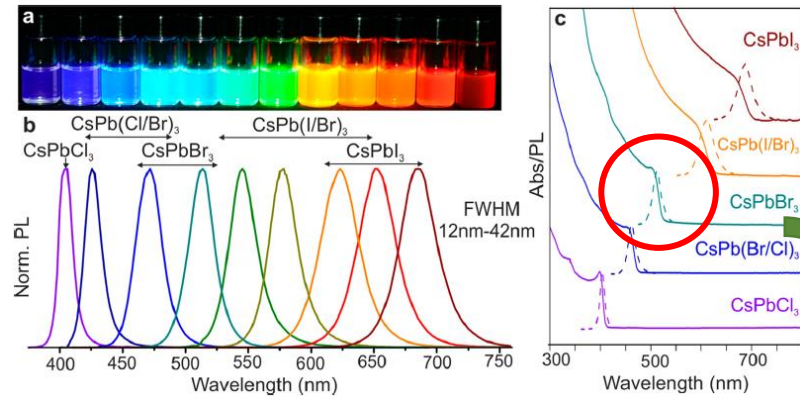 a
b
CsPb(Cl/Br)₃
CsPb(I/Br)₃
CsPbCl₃
CsPbBr₃
CsPbI₃
FWHM
12nm-42nm
Norm. PL
400 450 500 550 600 650 700 750
Wavelength (nm)
c
CsPbI₃
CsPb(I/Br)₃
CsPbBr₃
CsPb(Br/Cl)₃
CsPbCl₃
Abs/PL
300 500 700
Wavelength (nm)